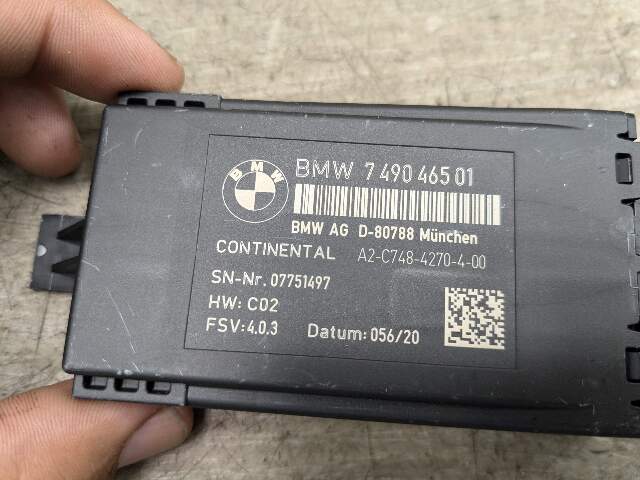 BMW
BMW 7 490 465 01
BMW AG D-80788 München
CONTINENTAL A2-C748-4270-4-00
SN-Nr. 07751497
HW: C02
FSV:4.0.3 Datum: 056/20